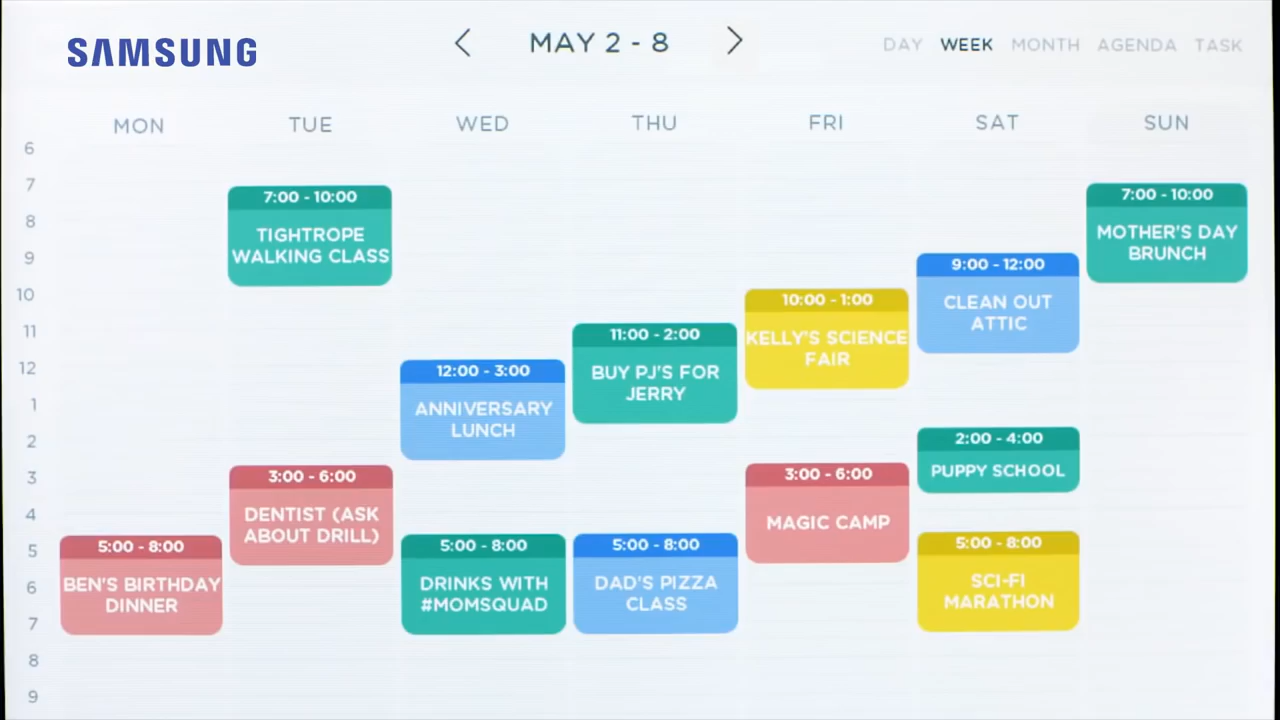 SAMSUNG
MAY 2 - 8
DAY WEEK MONTH AGENDA TASK
MON TUE WED THU FRI SAT SUN
6
7
8
9
10
11
12
1
2
3
4
5
6
7
8
9
5:00 - 8:00
BEN'S BIRTHDAY
DINNER
7:00 - 10:00
TIGHTROPE
WALKING CLASS
3:00 - 6:00
DENTIST (ASK
ABOUT DRILL)
12:00 - 3:00
ANNIVERSARY
LUNCH
5:00 - 8:00
DRINKS WITH
#MOMSQUAD
11:00 - 2:00
BUY PJ'S FOR
JERRY
5:00 - 8:00
DAD'S PIZZA
CLASS
10:00 - 1:00
KELLY'S SCIENCE
FAIR
3:00 - 6:00
MAGIC CAMP
9:00 - 12:00
CLEAN OUT
ATTIC
2:00 - 4:00
PUPPY SCHOOL
5:00 - 8:00
SCI-FI
MARATHON
7:00 - 10:00
MOTHER'S DAY
BRUNCH